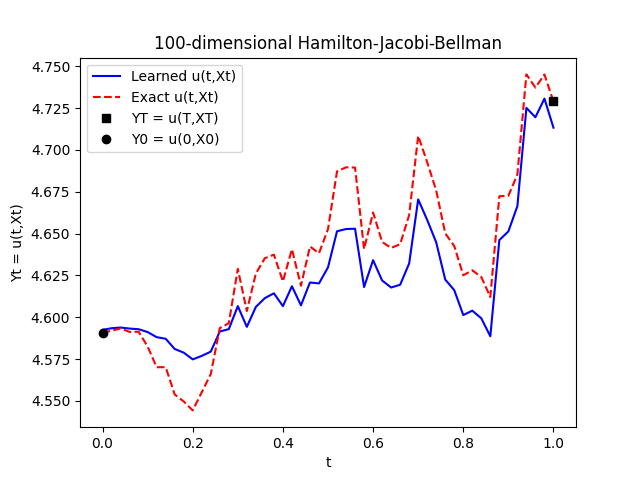 100-dimensional Hamilton-Jacobi-Bellman
Learned u(t,Xt)
Exact u(t,Xt)
YT = u(T,XT)
Y0 = u(0,X0)
Yt = u(t,Xt)
4.750
4.725
4.700
4.675
4.650
4.625
4.600
4.575
4.550
0.0 0.2 0.4 0.6 0.8 1.0
t